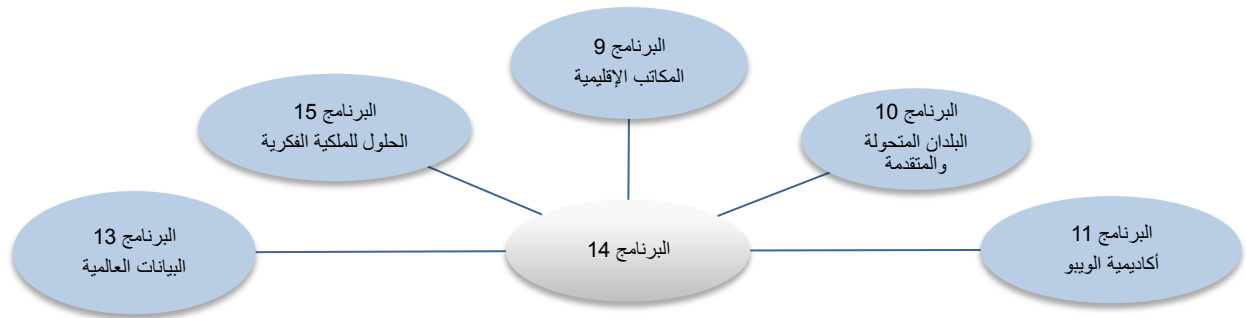 البرنامج 9
المكاتب الإقليمية
البرنامج 10
البلدان المتحولة
والمتقدمة
البرنامج 15
الحلول للملكية الفكرية
البرنامج 11
أكاديمية الويبو
البرنامج 14
البرنامج 13
البيانات العالمية